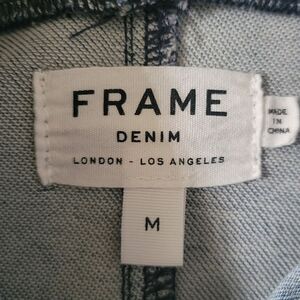 FRAME
DENIM
LONDON - LOS ANGELES
MADE
IN
CHINA
M